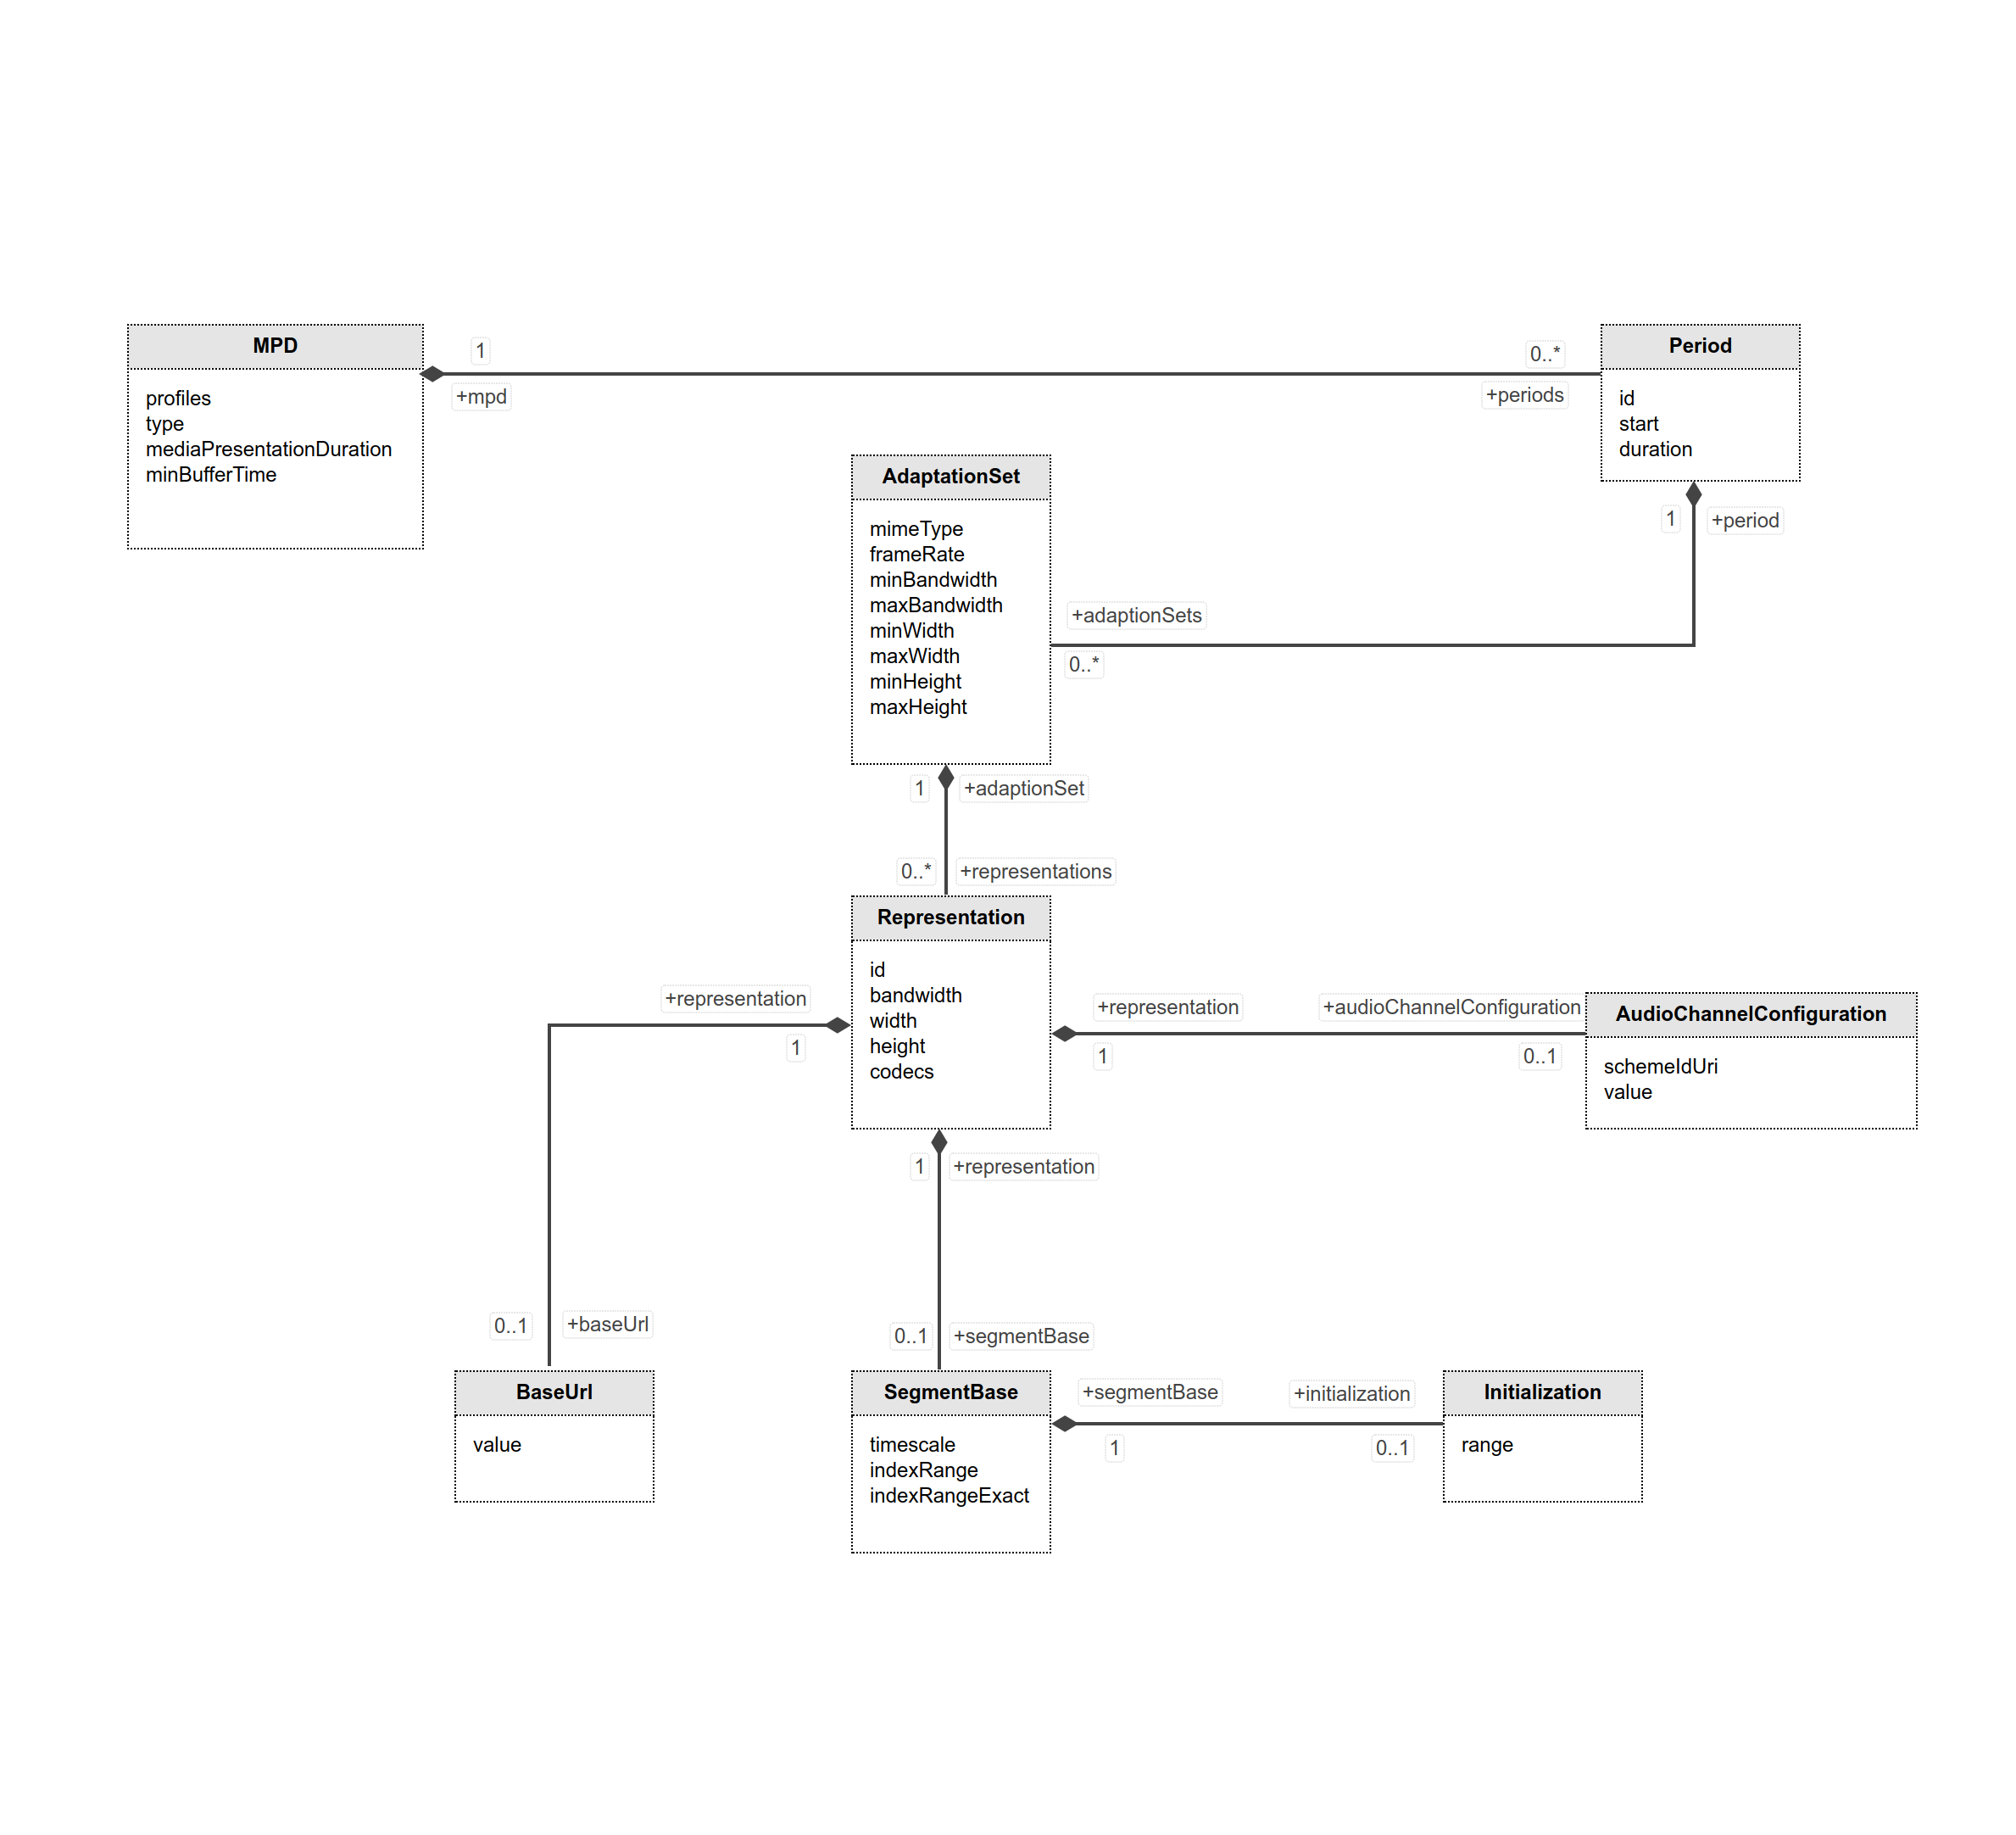 MPD
profiles
type
mediaPresentationDuration
minBufferTime
1
+mpd
0..*
+periods
Period
id
start
duration
1
+period
AdaptationSet
mimeType
frameRate
minBandwidth
maxBandwidth
minWidth
maxWidth
minHeight
maxHeight
+adaptionSets
0..*
1
+adaptionSet
0..*
+representations
Representation
id
bandwidth
width
height
codecs
+representation
1
+representation
1
+audioChannelConfiguration
0..1
AudioChannelConfiguration
schemeIdUri
value
1
+representation
0..1
+baseUrl
0..1
+segmentBase
BaseUrl
value
SegmentBase
timescale
indexRange
indexRangeExact
+segmentBase
1
+initialization
0..1
Initialization
range